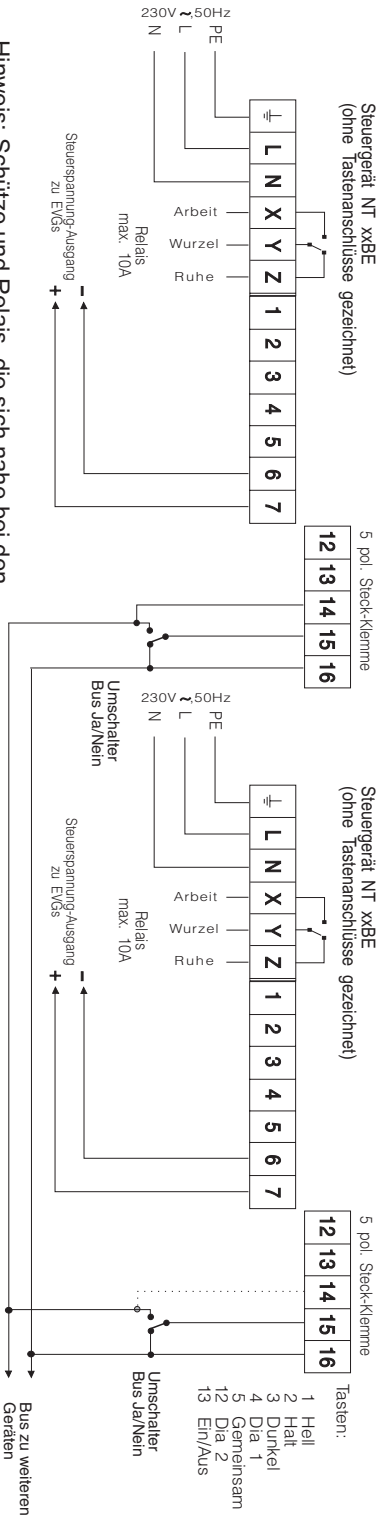 Steuergerät NT xxBE
(ohne Tastenanschlüsse gezeichnet)
5 pol. Steck-Klemme
L N X Y Z 1 2 3 4 5 6 7
12 13 14 15 16
230V ~,50Hz
PE
L
N
Arbeit
Wurzel
Ruhe
Relais
max. 10A
Steuerspannung-Ausgang
zu EVGs
-
+
Umschalter
Bus Ja/Nein
Steuergerät NT xxBE
(ohne Tastenanschlüsse gezeichnet)
5 pol. Steck-Klemme
L N X Y Z 1 2 3 4 5 6 7
12 13 14 15 16
230V ~,50Hz
PE
L
N
Arbeit
Wurzel
Ruhe
Relais
max. 10A
Steuerspannung-Ausgang
zu EVGs
-
+
Umschalter
Bus Ja/Nein
Tasten:
1 Hell
2 Halt
3 Dunkel
4 Dia 1
5 Gemeinsam
12 Dia 2
13 Ein/Aus
Bus zu weiteren
Geräten
Hinweis: Schütze und Relais, die sich nahe bei den